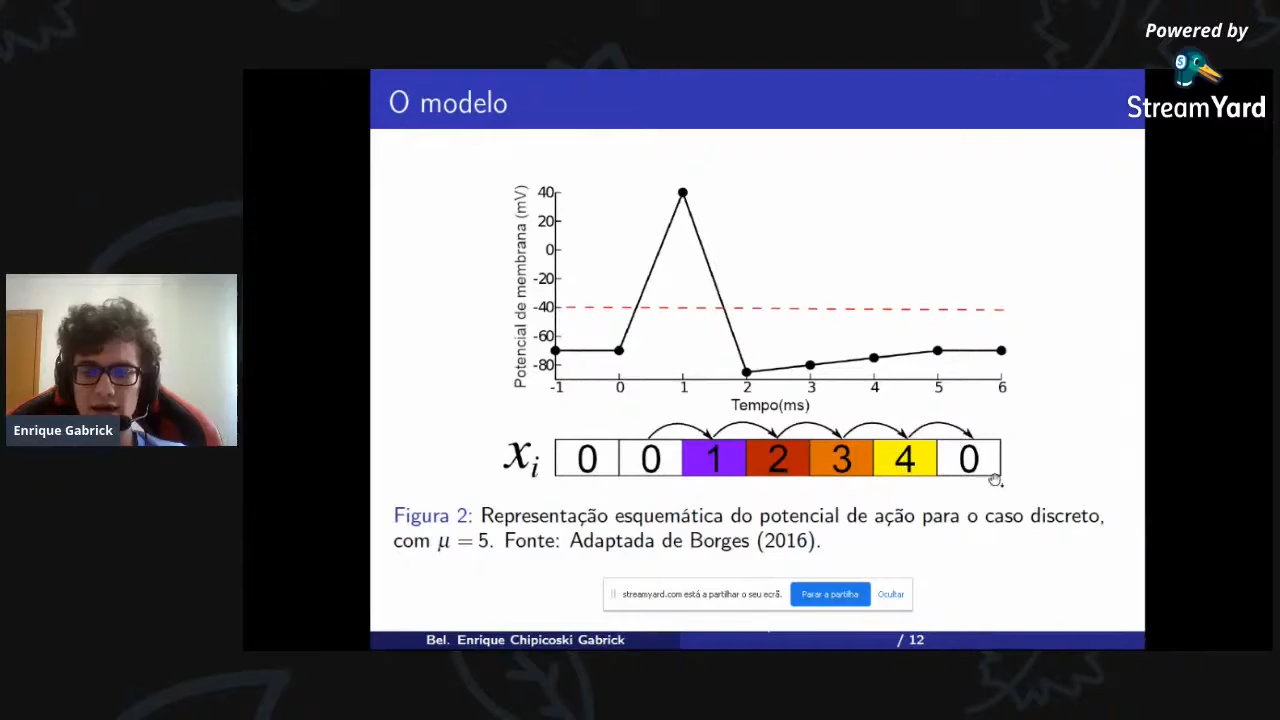 Powered by
StreamYard
O modelo
Potencial de membrana (mV)
40
20
0
-20
-40
-60
-80
-1 0 1 2 3 4 5 6
Tempo(ms)
xi 0 0 1 2 3 4 0
Figura 2: Representação esquemática do potencial de ação para o caso discreto,
com μ = 5. Fonte: Adaptada de Borges (2016).
streamyard.com está a partilhar o seu ecrã. Parar a partilha Ocultar
Bel. Enrique Chipicoski Gabrick / 12
Enrique Gabrick